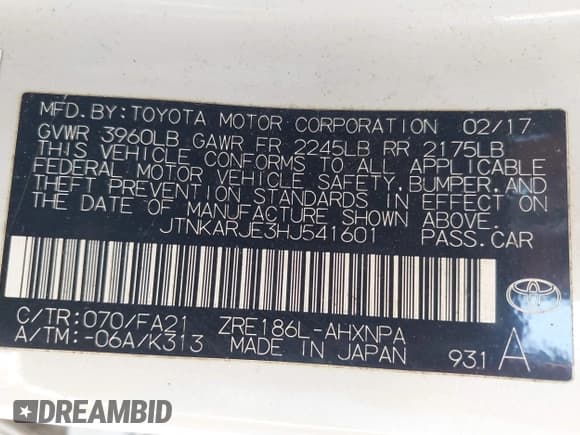 MFD. BY: TOYOTA MOTOR CORPORATION 02/17
GVWR 3960LB GAWR FR 2245LB RR 2175LB
THIS VEHICLE CONFORMS TO ALL APPLICABLE
FEDERAL MOTOR VEHICLE SAFETY, BUMPER, AND
THEFT PREVENTION STANDARDS IN EFFECT ON
THE DATE OF MANUFACTURE SHOWN ABOVE.
JTNKARJE3HJ541601 PASS. CAR
C/TR: 070/FA21 ZRE186L-AHXNPA
A/TM: -06A/K313 MADE IN JAPAN 931 A
DREAMBID